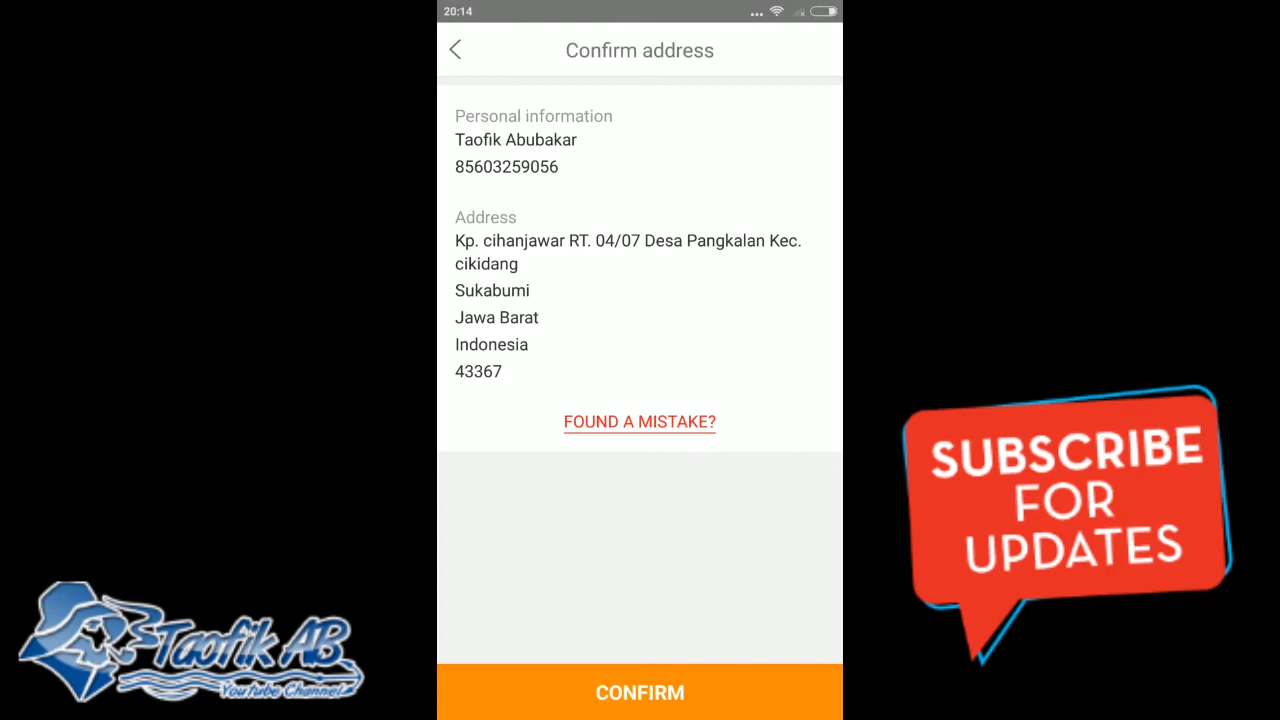 20:14
Confirm address
Personal information
Taofik Abubakar
85603259056
Address
Kp. cihanjawar RT. 04/07 Desa Pangkalan Kec.
cikidang
Sukabumi
Jawa Barat
Indonesia
43367
FOUND A MISTAKE?
CONFIRM
SUBSCRIBE
FOR
UPDATES
Taofik AB
Youtube Channel